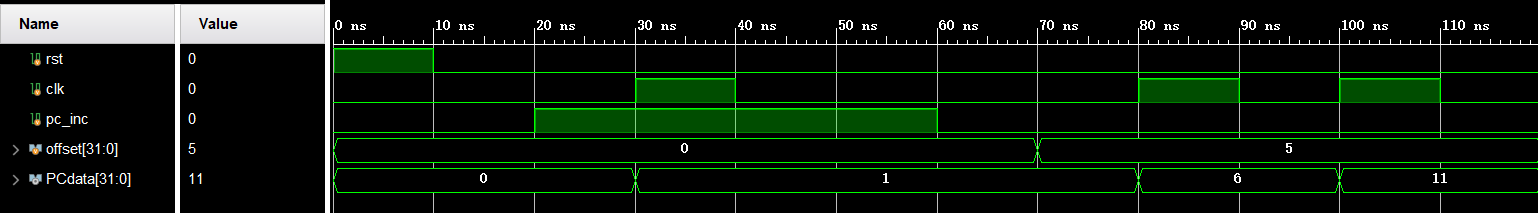 Name Value 0 ns 10 ns 20 ns 30 ns 40 ns 50 ns 60 ns 70 ns 80 ns 90 ns 100 ns 110 ns
rst 0
clk 0
pc_inc 0
offset[31:0] 5 0 5
PCdata[31:0] 11 0 1 6 11